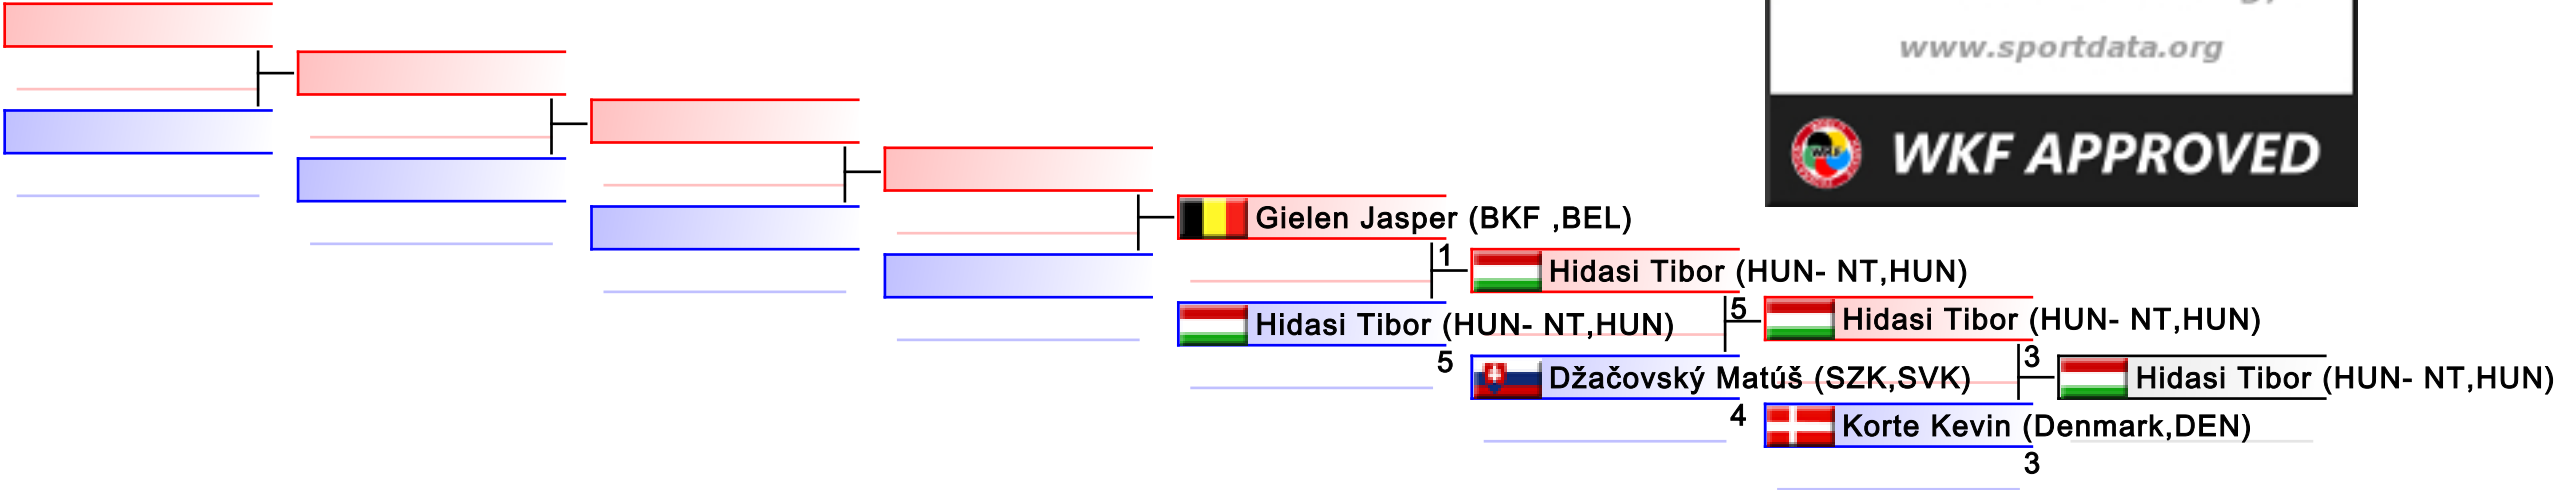 www.sportdata.org
WKF
WKF APPROVED
Gielen Jasper (BKF ,BEL)
1
Hidasi Tibor (HUN- NT,HUN)
Hidasi Tibor (HUN- NT,HUN)
5
5
Hidasi Tibor (HUN- NT,HUN)
Džačovský Matúš (SZK,SVK)
4
3
Hidasi Tibor (HUN- NT,HUN)
Korte Kevin (Denmark,DEN)
3